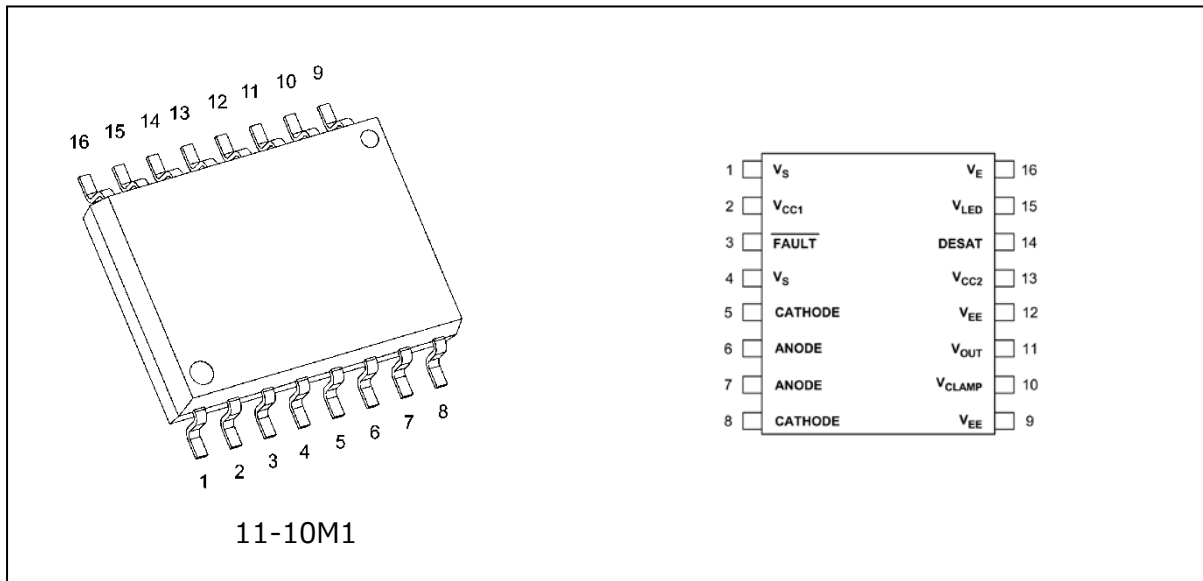 16 15 14 13 12 11 10 9
1 2 3 4 5 6 7 8
11-10M1
1 VS VE 16
2 VCC1 VLED 15
3 FAULT DESAT 14
4 VS VCC2 13
5 CATHODE VEE 12
6 ANODE VOUT 11
7 ANODE VCLAMP 10
8 CATHODE VEE 9